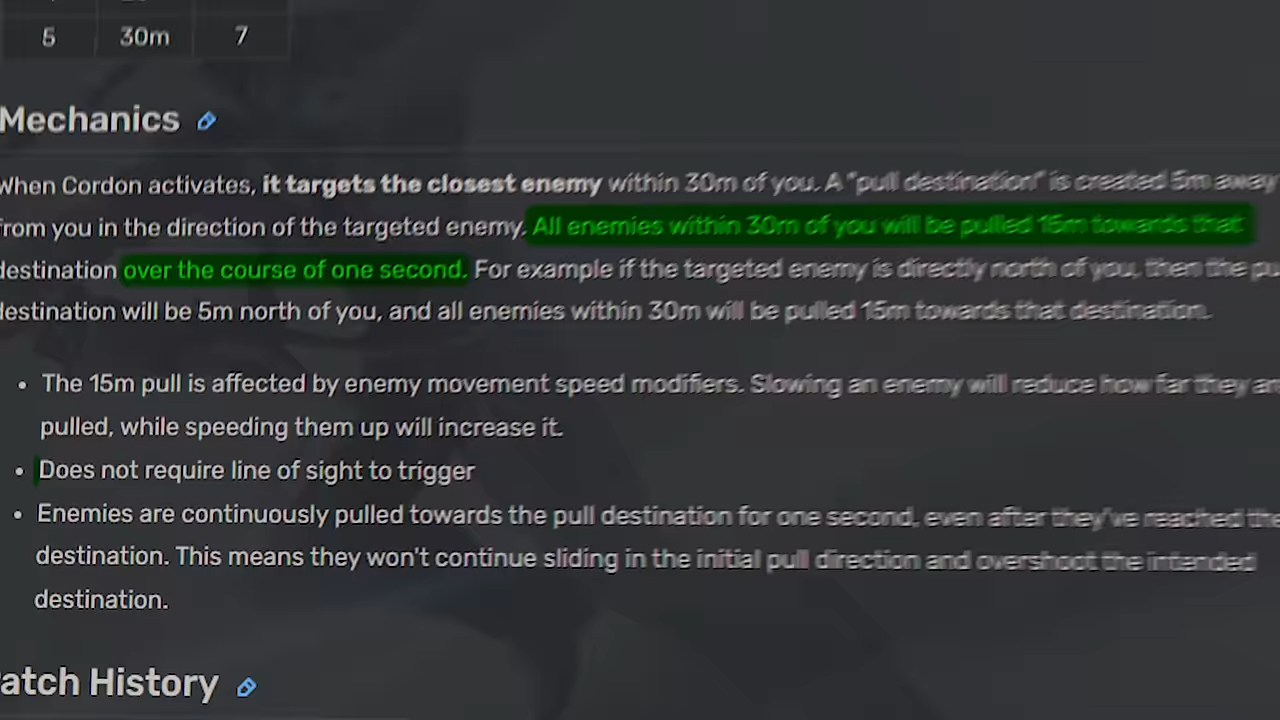 5 30m 7
Mechanics
When Cordon activates, it targets the closest enemy within 30m of you. A "pull destination" is created 5m away
from you in the direction of the targeted enemy. All enemies within 30m of you will be pulled 15m towards that
destination over the course of one second. For example if the targeted enemy is directly north of you, then the pu
destination will be 5m north of you, and all enemies within 30m will be pulled 15m towards that destination.
• The 15m pull is affected by enemy movement speed modifiers. Slowing an enemy will reduce how far they ar
pulled, while speeding them up will increase it.
• Does not require line of sight to trigger
• Enemies are continuously pulled towards the pull destination for one second, even after they've reached the
destination. This means they won't continue sliding in the initial pull direction and overshoot the intended
destination.
atch History